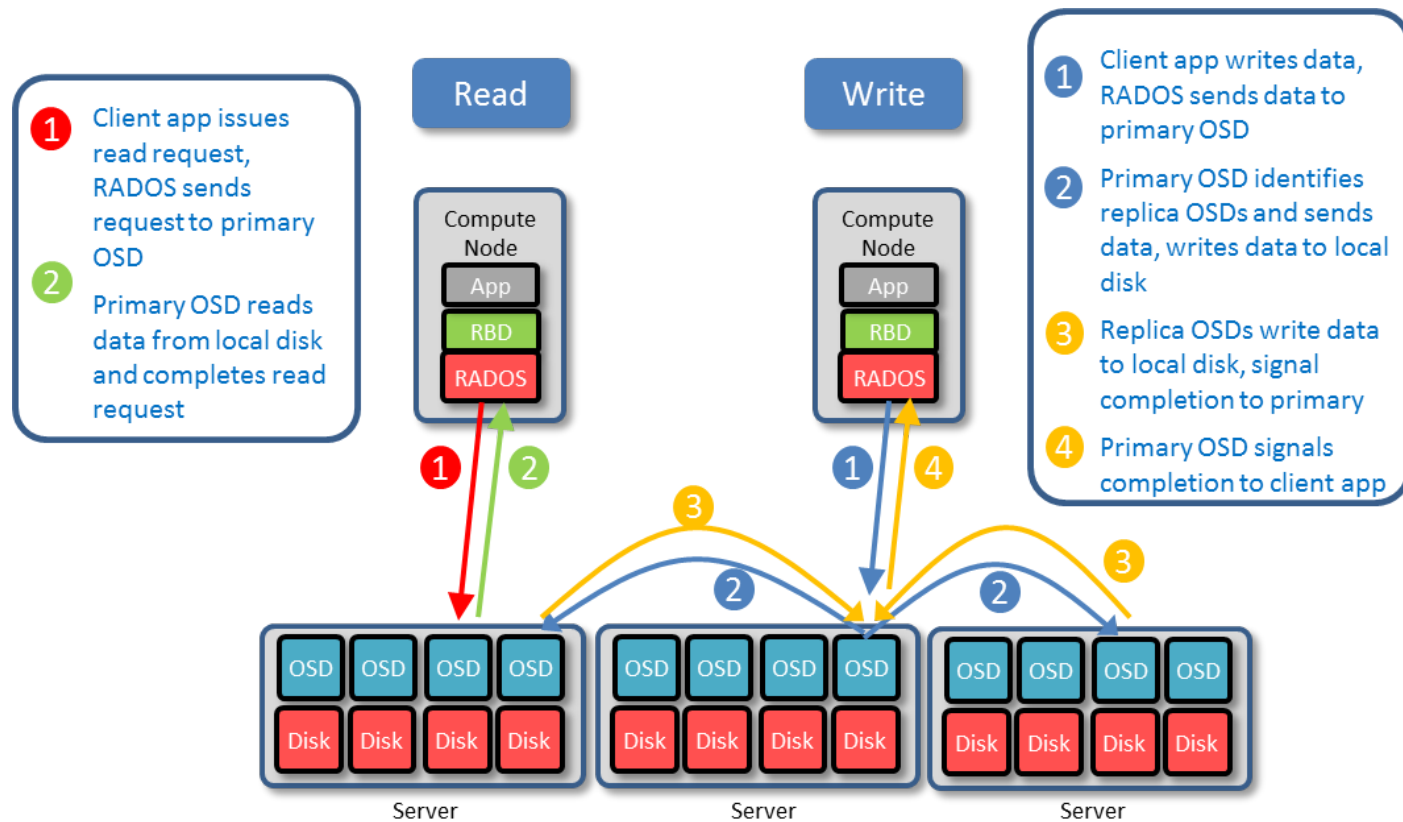 Read
Write
1
Client app issues
read request,
RADOS sends
request to primary
OSD
2
Primary OSD reads
data from local disk
and completes read
request
1
Client app writes data,
RADOS sends data to
primary OSD
2
Primary OSD identifies
replica OSDs and sends
data, writes data to local
disk
3
Replica OSDs write data
to local disk, signal
completion to primary
4
Primary OSD signals
completion to client app
Compute
Node
App
RBD
RADOS
Compute
Node
App
RBD
RADOS
1
2
1
4
3
2
3
2
OSD OSD OSD OSD
Disk Disk Disk Disk
Server
OSD OSD OSD OSD
Disk Disk Disk Disk
Server
OSD OSD OSD OSD
Disk Disk Disk Disk
Server